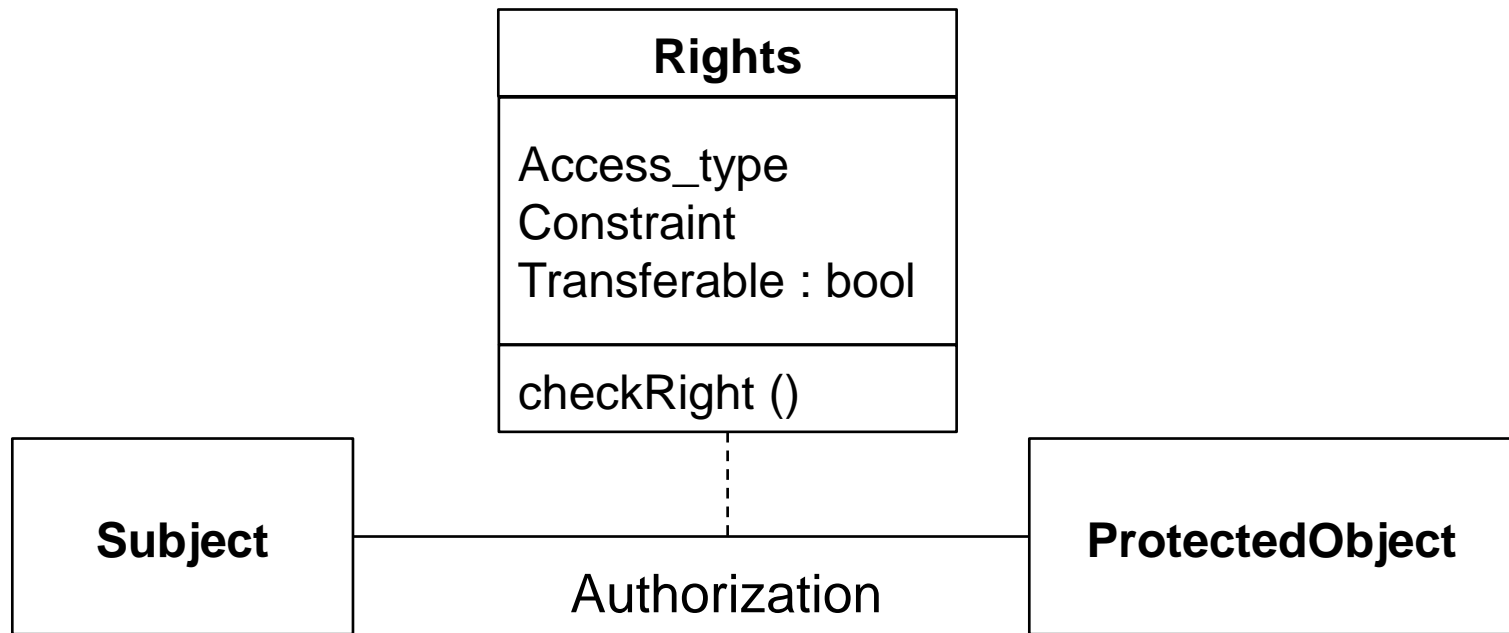 Rights
Access_type
Constraint
Transferable : bool
checkRight ()
Subject
ProtectedObject
Authorization